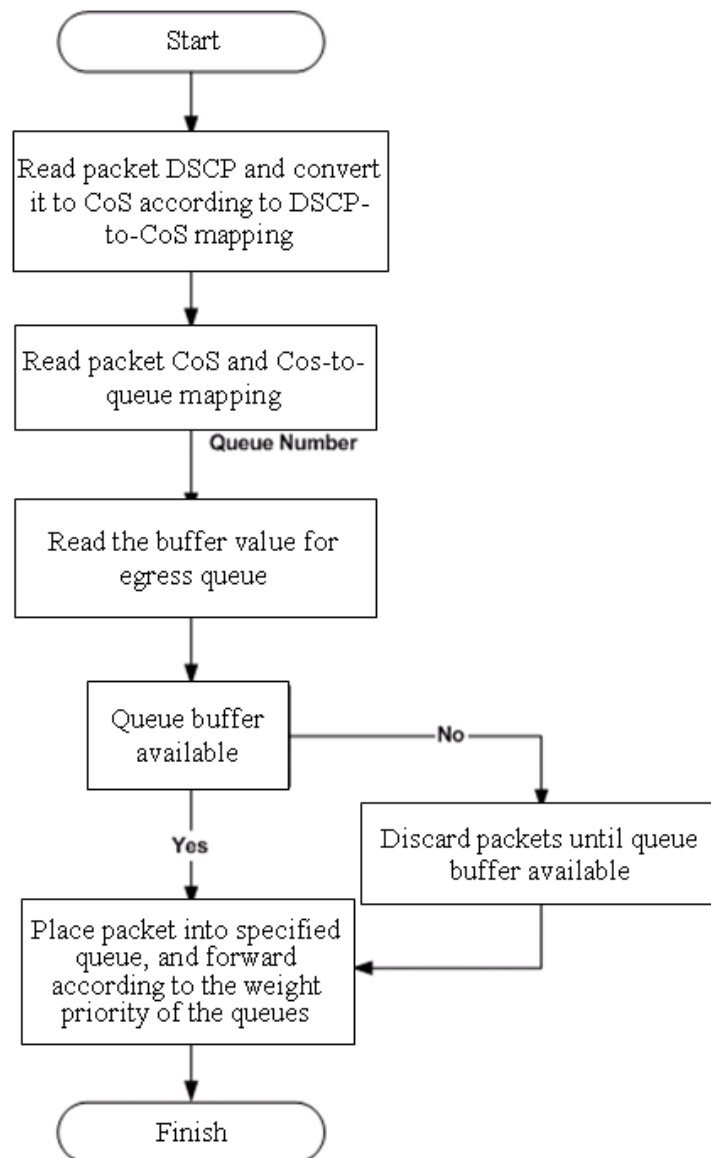 Start
Read packet DSCP and convert
it to CoS according to DSCP-
to-CoS mapping
Read packet CoS and Cos-to-
queue mapping
Queue Number
Read the buffer value for
egress queue
Queue buffer
available
No
Yes
Discard packets until queue
buffer available
Place packet into specified
queue, and forward
according to the weight
priority of the queues
Finish